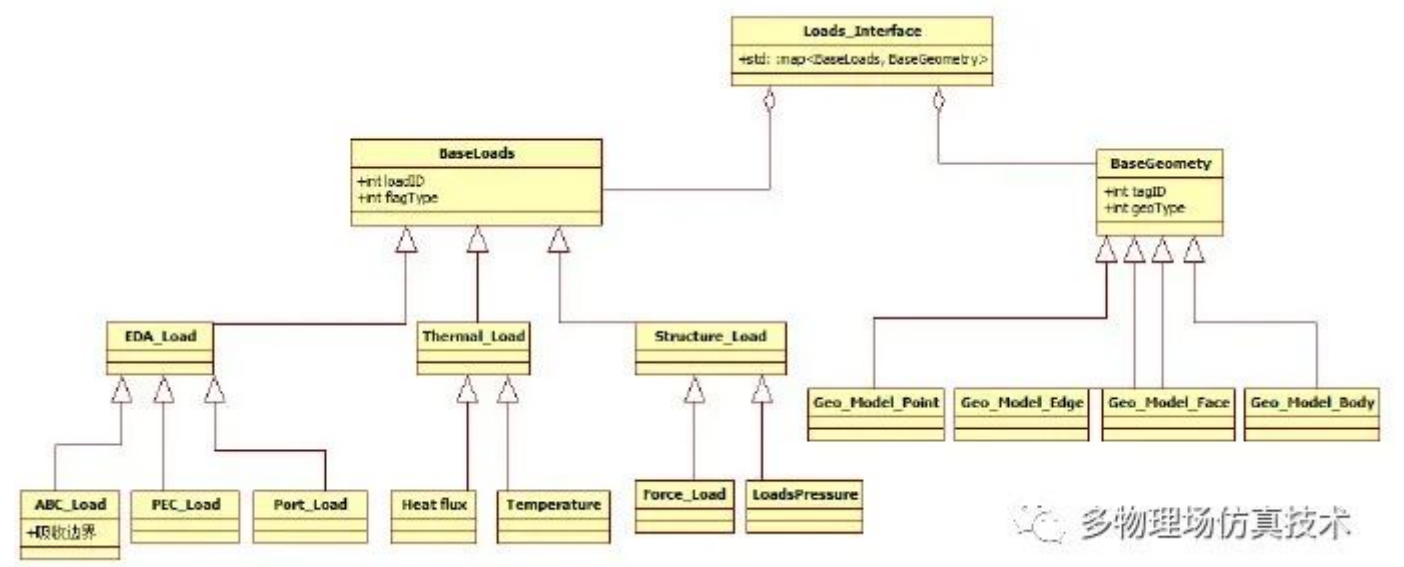 Loads_Interface
+std: :map<BaseLoads, BaseGeometry>
BaseLoads
+int loadID
+int flagType
BaseGeomety
+int tagID
+int geoType
EDA_Load
Thermal_Load
Structure_Load
Geo_Model_Point
Geo_Model_Edge
Geo_Model_Face
Geo_Model_Body
ABC_Load
+吸收边界
PEC_Load
Port_Load
Heat flux
Temperature
Force_Load
LoadsPressure
多物理场仿真技术